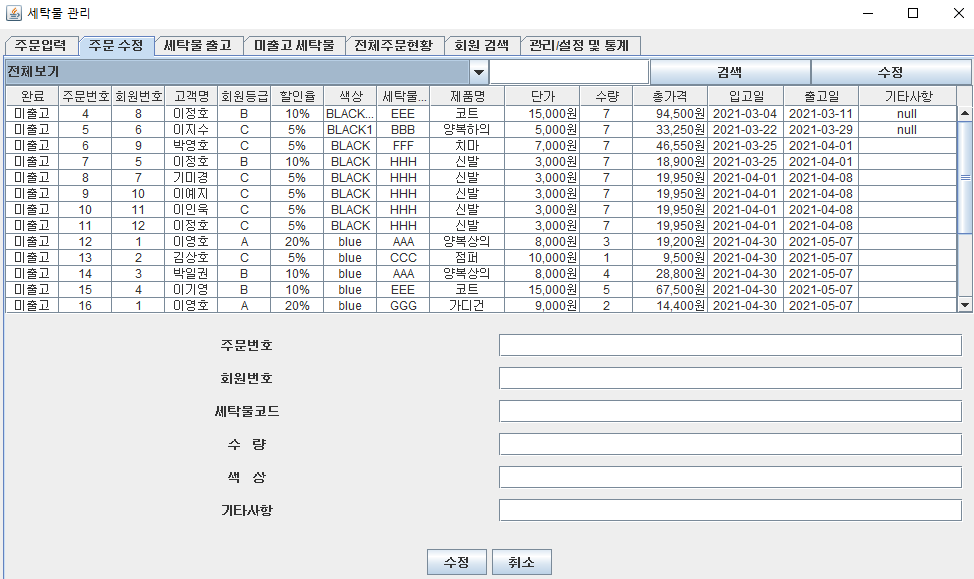 세탁물 관리
주문입력 주문 수정 세탁물 출고 미출고 세탁물 전체주문현황 회원 검색 관리/설정 및 통계
전체보기 검색 수정
완료 주문번호 회원번호 고객명 회원등급 할인율 색상 세탁물... 제품명 단가 수량 총가격 입고일 출고일 기타사항
미출고 4 8 이정호 B 10% BLACK... EEE 코트 15,000원 7 94,500원 2021-03-04 2021-03-11 null
미출고 5 6 이지수 C 5% BLACK1 BBB 양복하의 5,000원 7 33,250원 2021-03-22 2021-03-29 null
미출고 6 9 박영호 C 5% BLACK FFF 치마 7,000원 7 46,550원 2021-03-25 2021-04-01
미출고 7 5 이정호 B 10% BLACK HHH 신발 3,000원 7 18,900원 2021-03-25 2021-04-01
미출고 8 7 기미경 C 5% BLACK HHH 신발 3,000원 7 19,950원 2021-04-01 2021-04-08
미출고 9 10 이예지 C 5% BLACK HHH 신발 3,000원 7 19,950원 2021-04-01 2021-04-08
미출고 10 11 이인욱 C 5% BLACK HHH 신발 3,000원 7 19,950원 2021-04-01 2021-04-08
미출고 11 12 이정호 C 5% BLACK HHH 신발 3,000원 7 19,950원 2021-04-01 2021-04-08
미출고 12 1 이영호 A 20% blue AAA 양복상의 8,000원 3 19,200원 2021-04-30 2021-05-07
미출고 13 2 김상호 C 5% blue CCC 점퍼 10,000원 1 9,500원 2021-04-30 2021-05-07
미출고 14 3 박일권 B 10% blue AAA 양복상의 8,000원 4 28,800원 2021-04-30 2021-05-07
미출고 15 4 이기영 B 10% blue EEE 코트 15,000원 5 67,500원 2021-04-30 2021-05-07
미출고 16 1 이영호 A 20% blue GGG 가디건 9,000원 2 14,400원 2021-04-30 2021-05-07
주문번호
회원번호
세탁물코드
수 량
색 상
기타사항
수정 취소